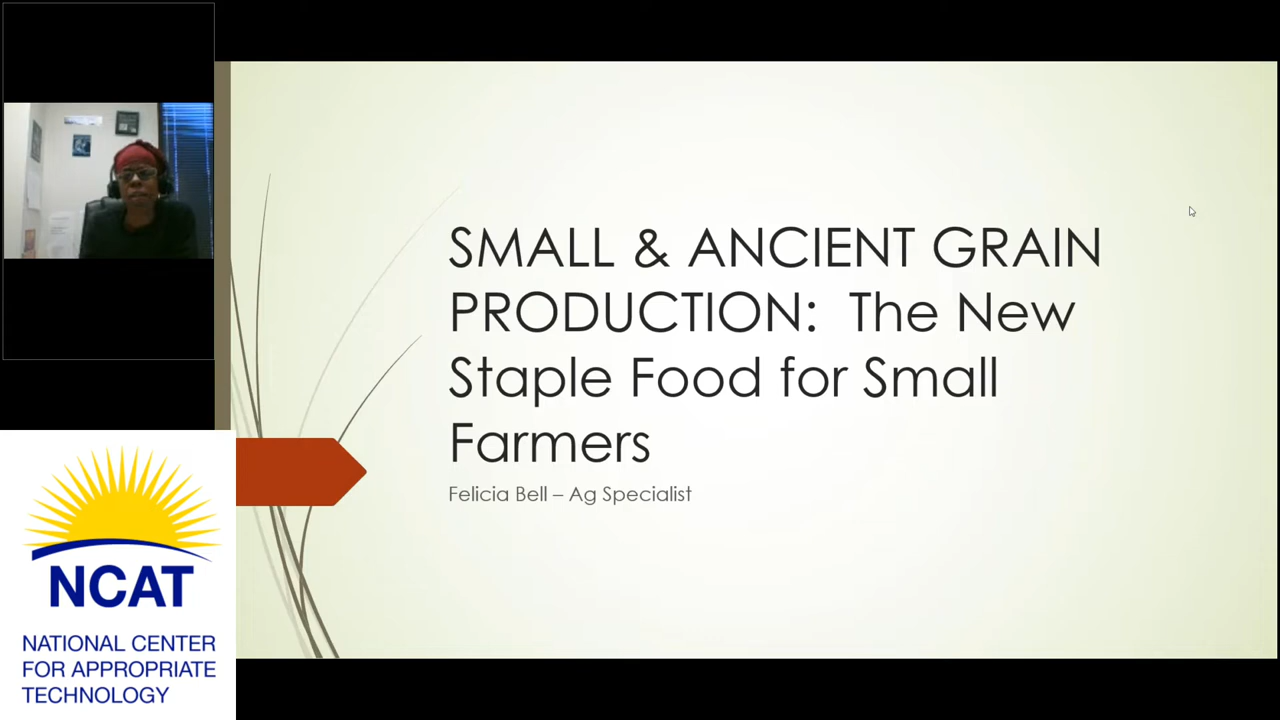 SMALL & ANCIENT GRAIN
PRODUCTION:  The New
Staple Food for Small
Farmers
Felicia Bell – Ag Specialist
NCAT
NATIONAL CENTER
FOR APPROPRIATE
TECHNOLOGY